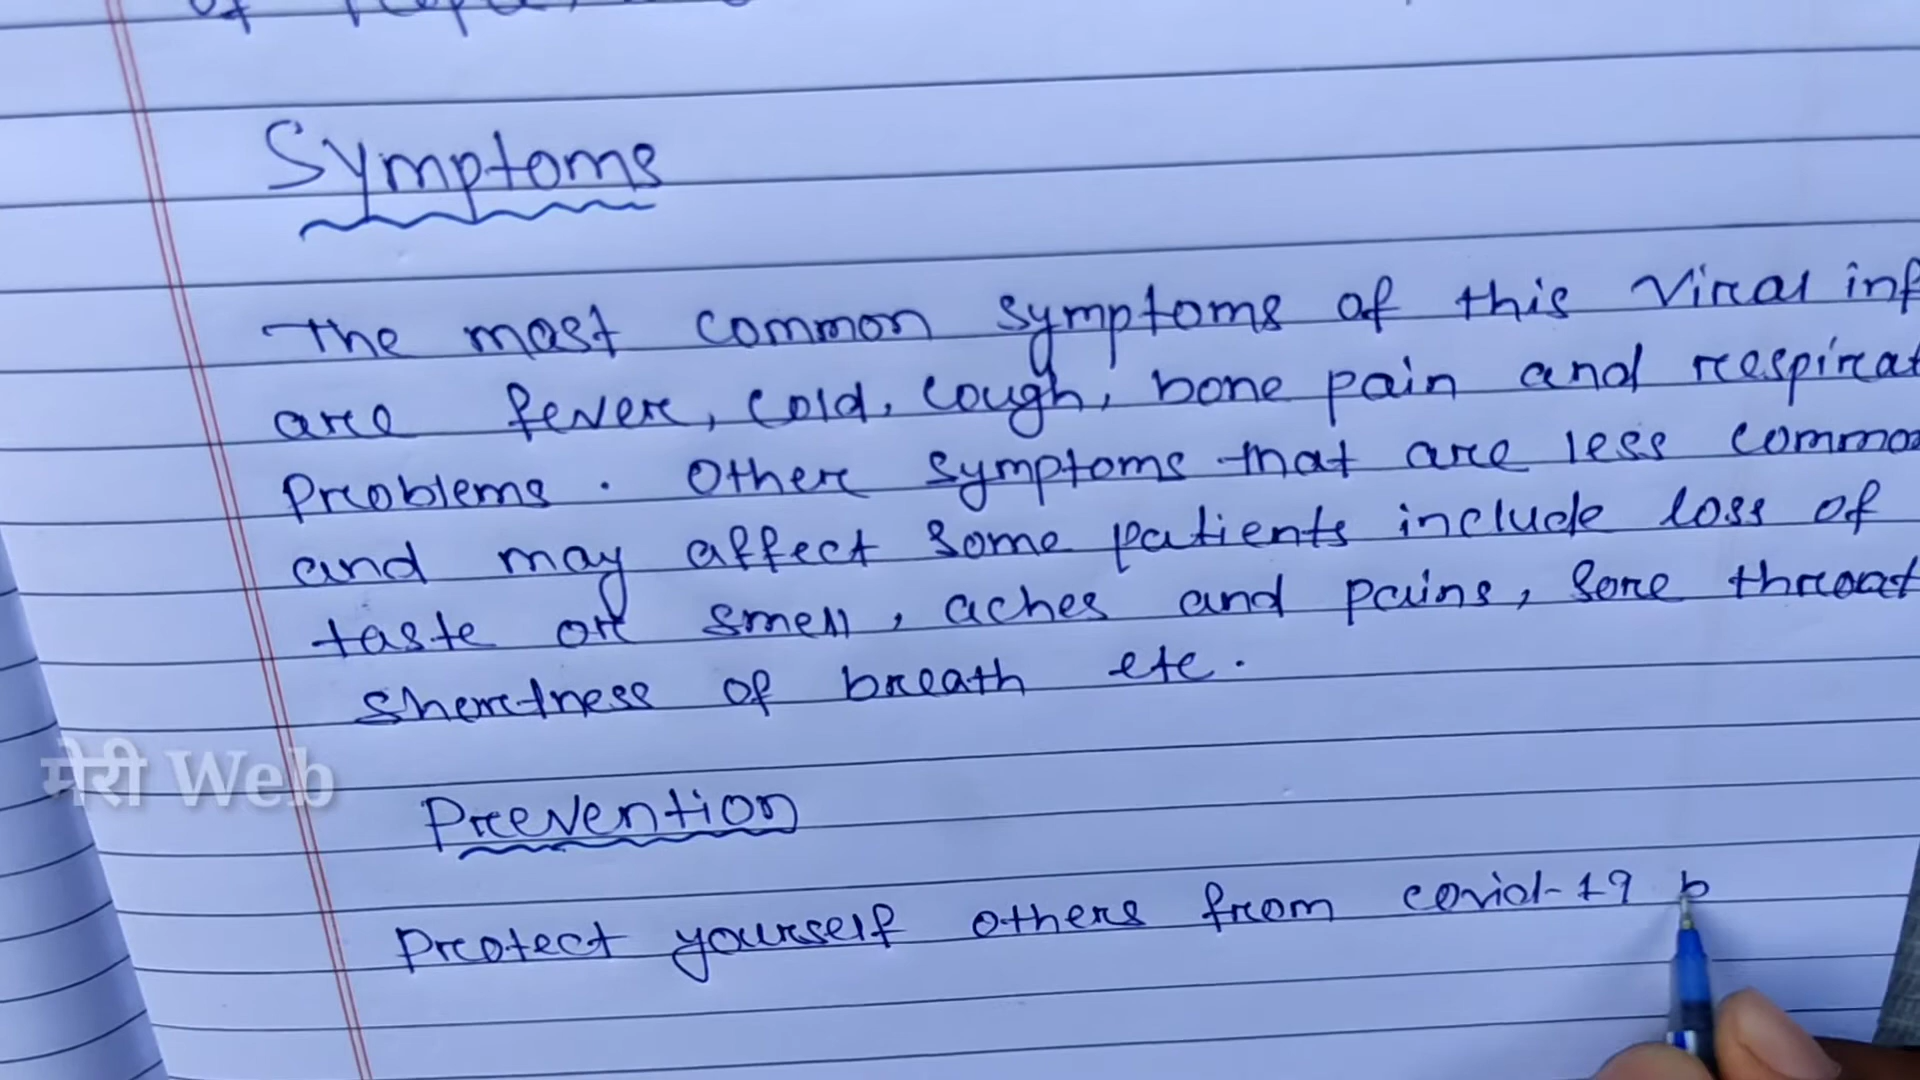 of
Symptoms
The most common symptoms of this viral inf
are fever, cold, cough, bone pain and respirat
problems. Other symptoms that are less common
and may affect some patients include loss of
taste or smell, aches and pains, sore throat
shortness of breath etc.
मेरी Web
Prevention
Protect yourself others from covid-19 b